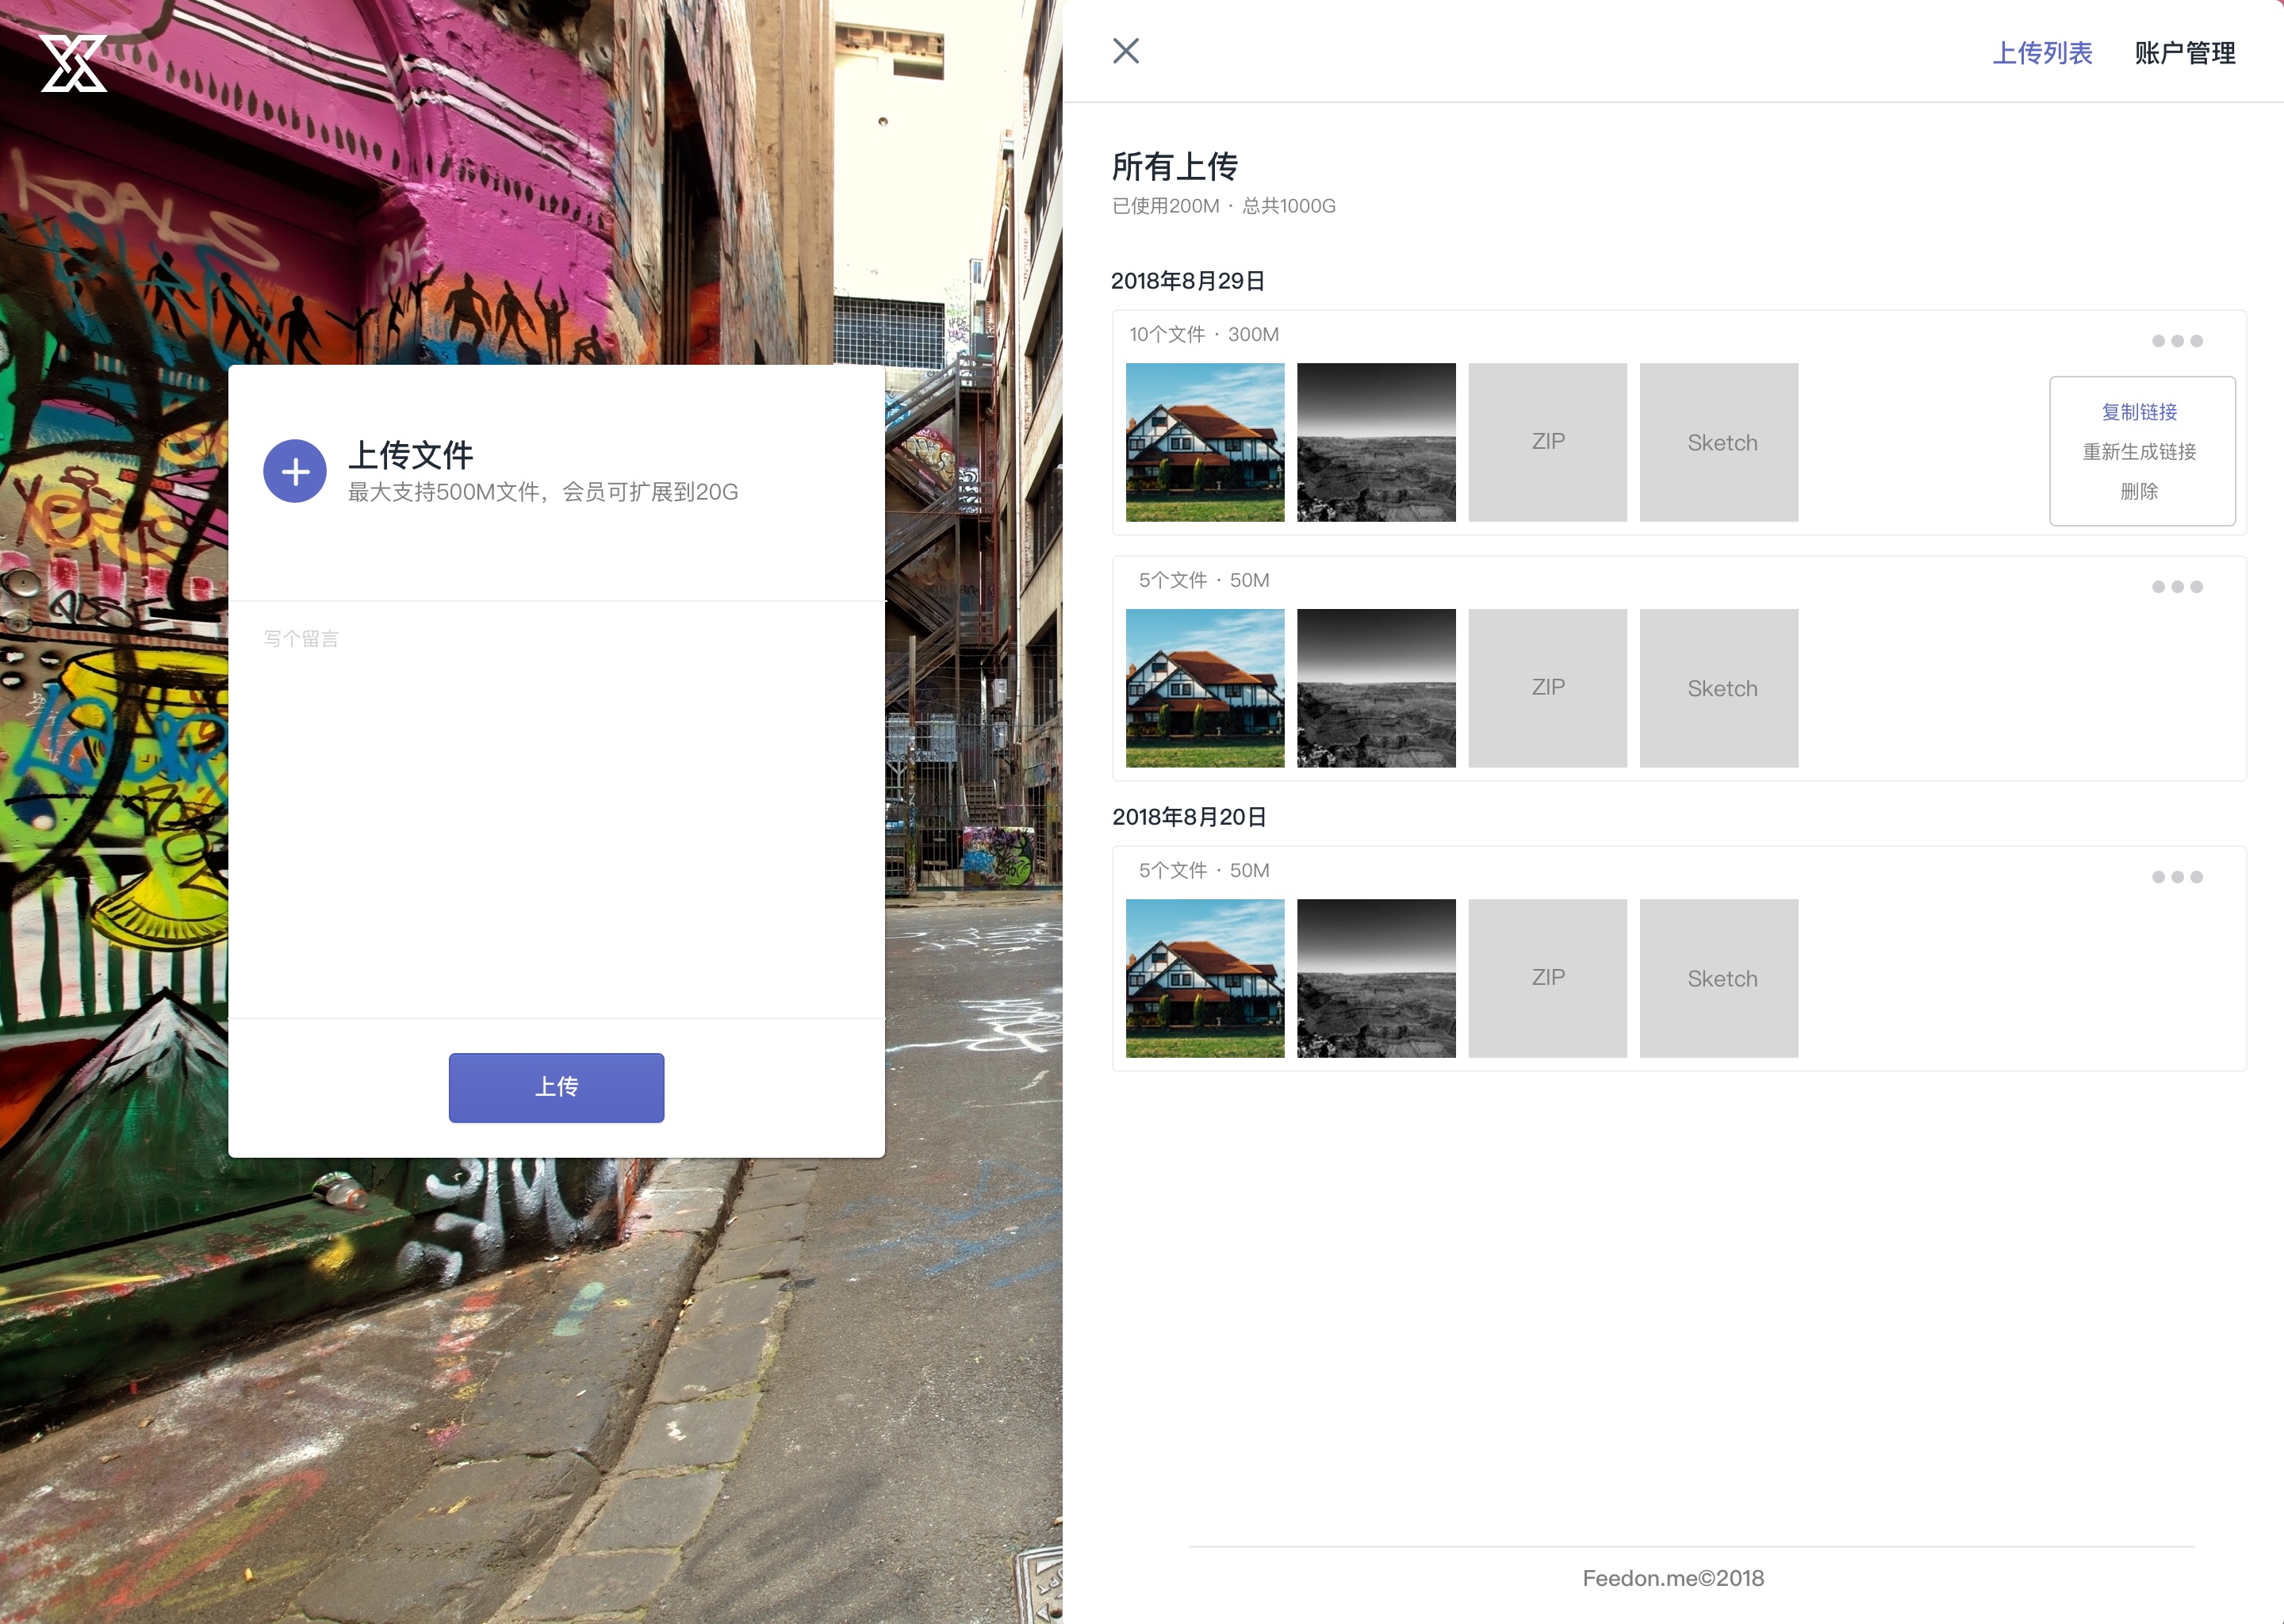 KOALS
上传文件
最大支持500M文件，会员可扩展到20G
写个留言
上传
上传列表 账户管理
所有上传
已使用200M · 总共1000G
2018年8月29日
10个文件 · 300M
ZIP
Sketch
复制链接
重新生成链接
删除
5个文件 · 50M
ZIP
Sketch
2018年8月20日
5个文件 · 50M
ZIP
Sketch
Feedon.me©2018